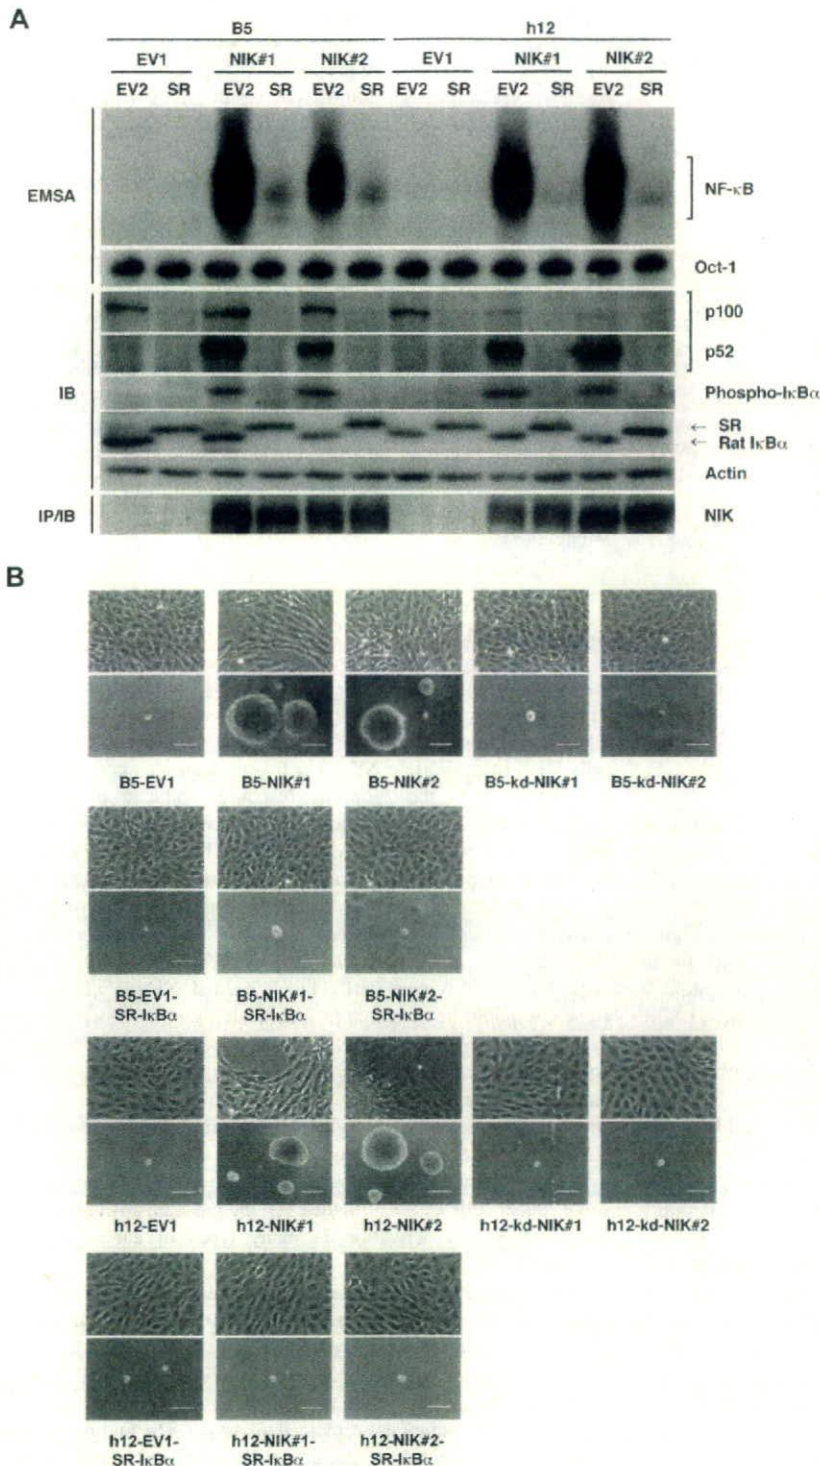 A
B5 h12
EV1 NIK#1 NIK#2 EV1 NIK#1 NIK#2
EV2 SR EV2 SR EV2 SR EV2 SR EV2 SR EV2 SR
EMSA
NF-κB
Oct-1
IB
p100
p52
Phospho-IκBα
← SR
← Rat IκBα
Actin
IP/IB
NIK
B
B5-EV1 B5-NIK#1 B5-NIK#2 B5-kd-NIK#1 B5-kd-NIK#2
B5-EV1- B5-NIK#1- B5-NIK#2-
SR-IκBα SR-IκBα SR-IκBα
h12-EV1 h12-NIK#1 h12-NIK#2 h12-kd-NIK#1 h12-kd-NIK#2
h12-EV1- h12-NIK#1- h12-NIK#2-
SR-IκBα SR-IκBα SR-IκBα